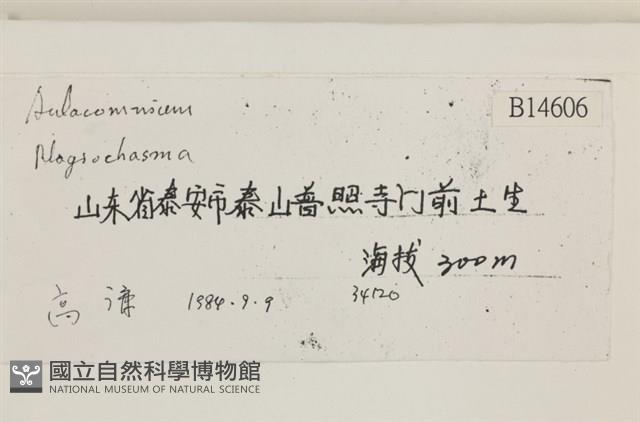 Aulacomnium
B14606
Plagiochasma
山东省泰安市泰山普照寺门前土生
海拔 300m
高谦 1984.9.9 34120
國立自然科學博物館
NATIONAL MUSEUM OF NATURAL SCIENCE